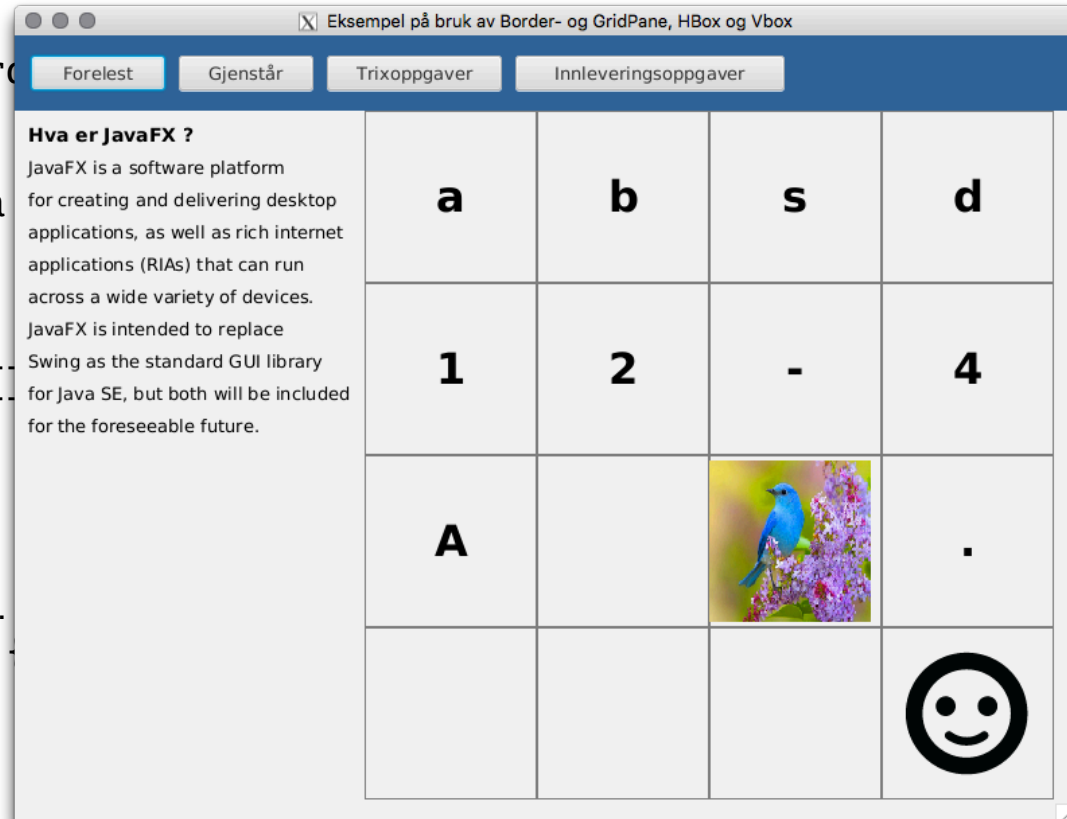 Eksempel på bruk av Border- og GridPane, HBox og Vbox
Forelest Gjenstår Trixoppgaver Innleveringsoppgaver
Hva er JavaFX ?
JavaFX is a software platform
for creating and delivering desktop
applications, as well as rich internet
applications (RIAs) that can run
across a wide variety of devices.
JavaFX is intended to replace
Swing as the standard GUI library
for Java SE, but both will be included
for the foreseeable future.
a b s d
1 2 - 4
A .